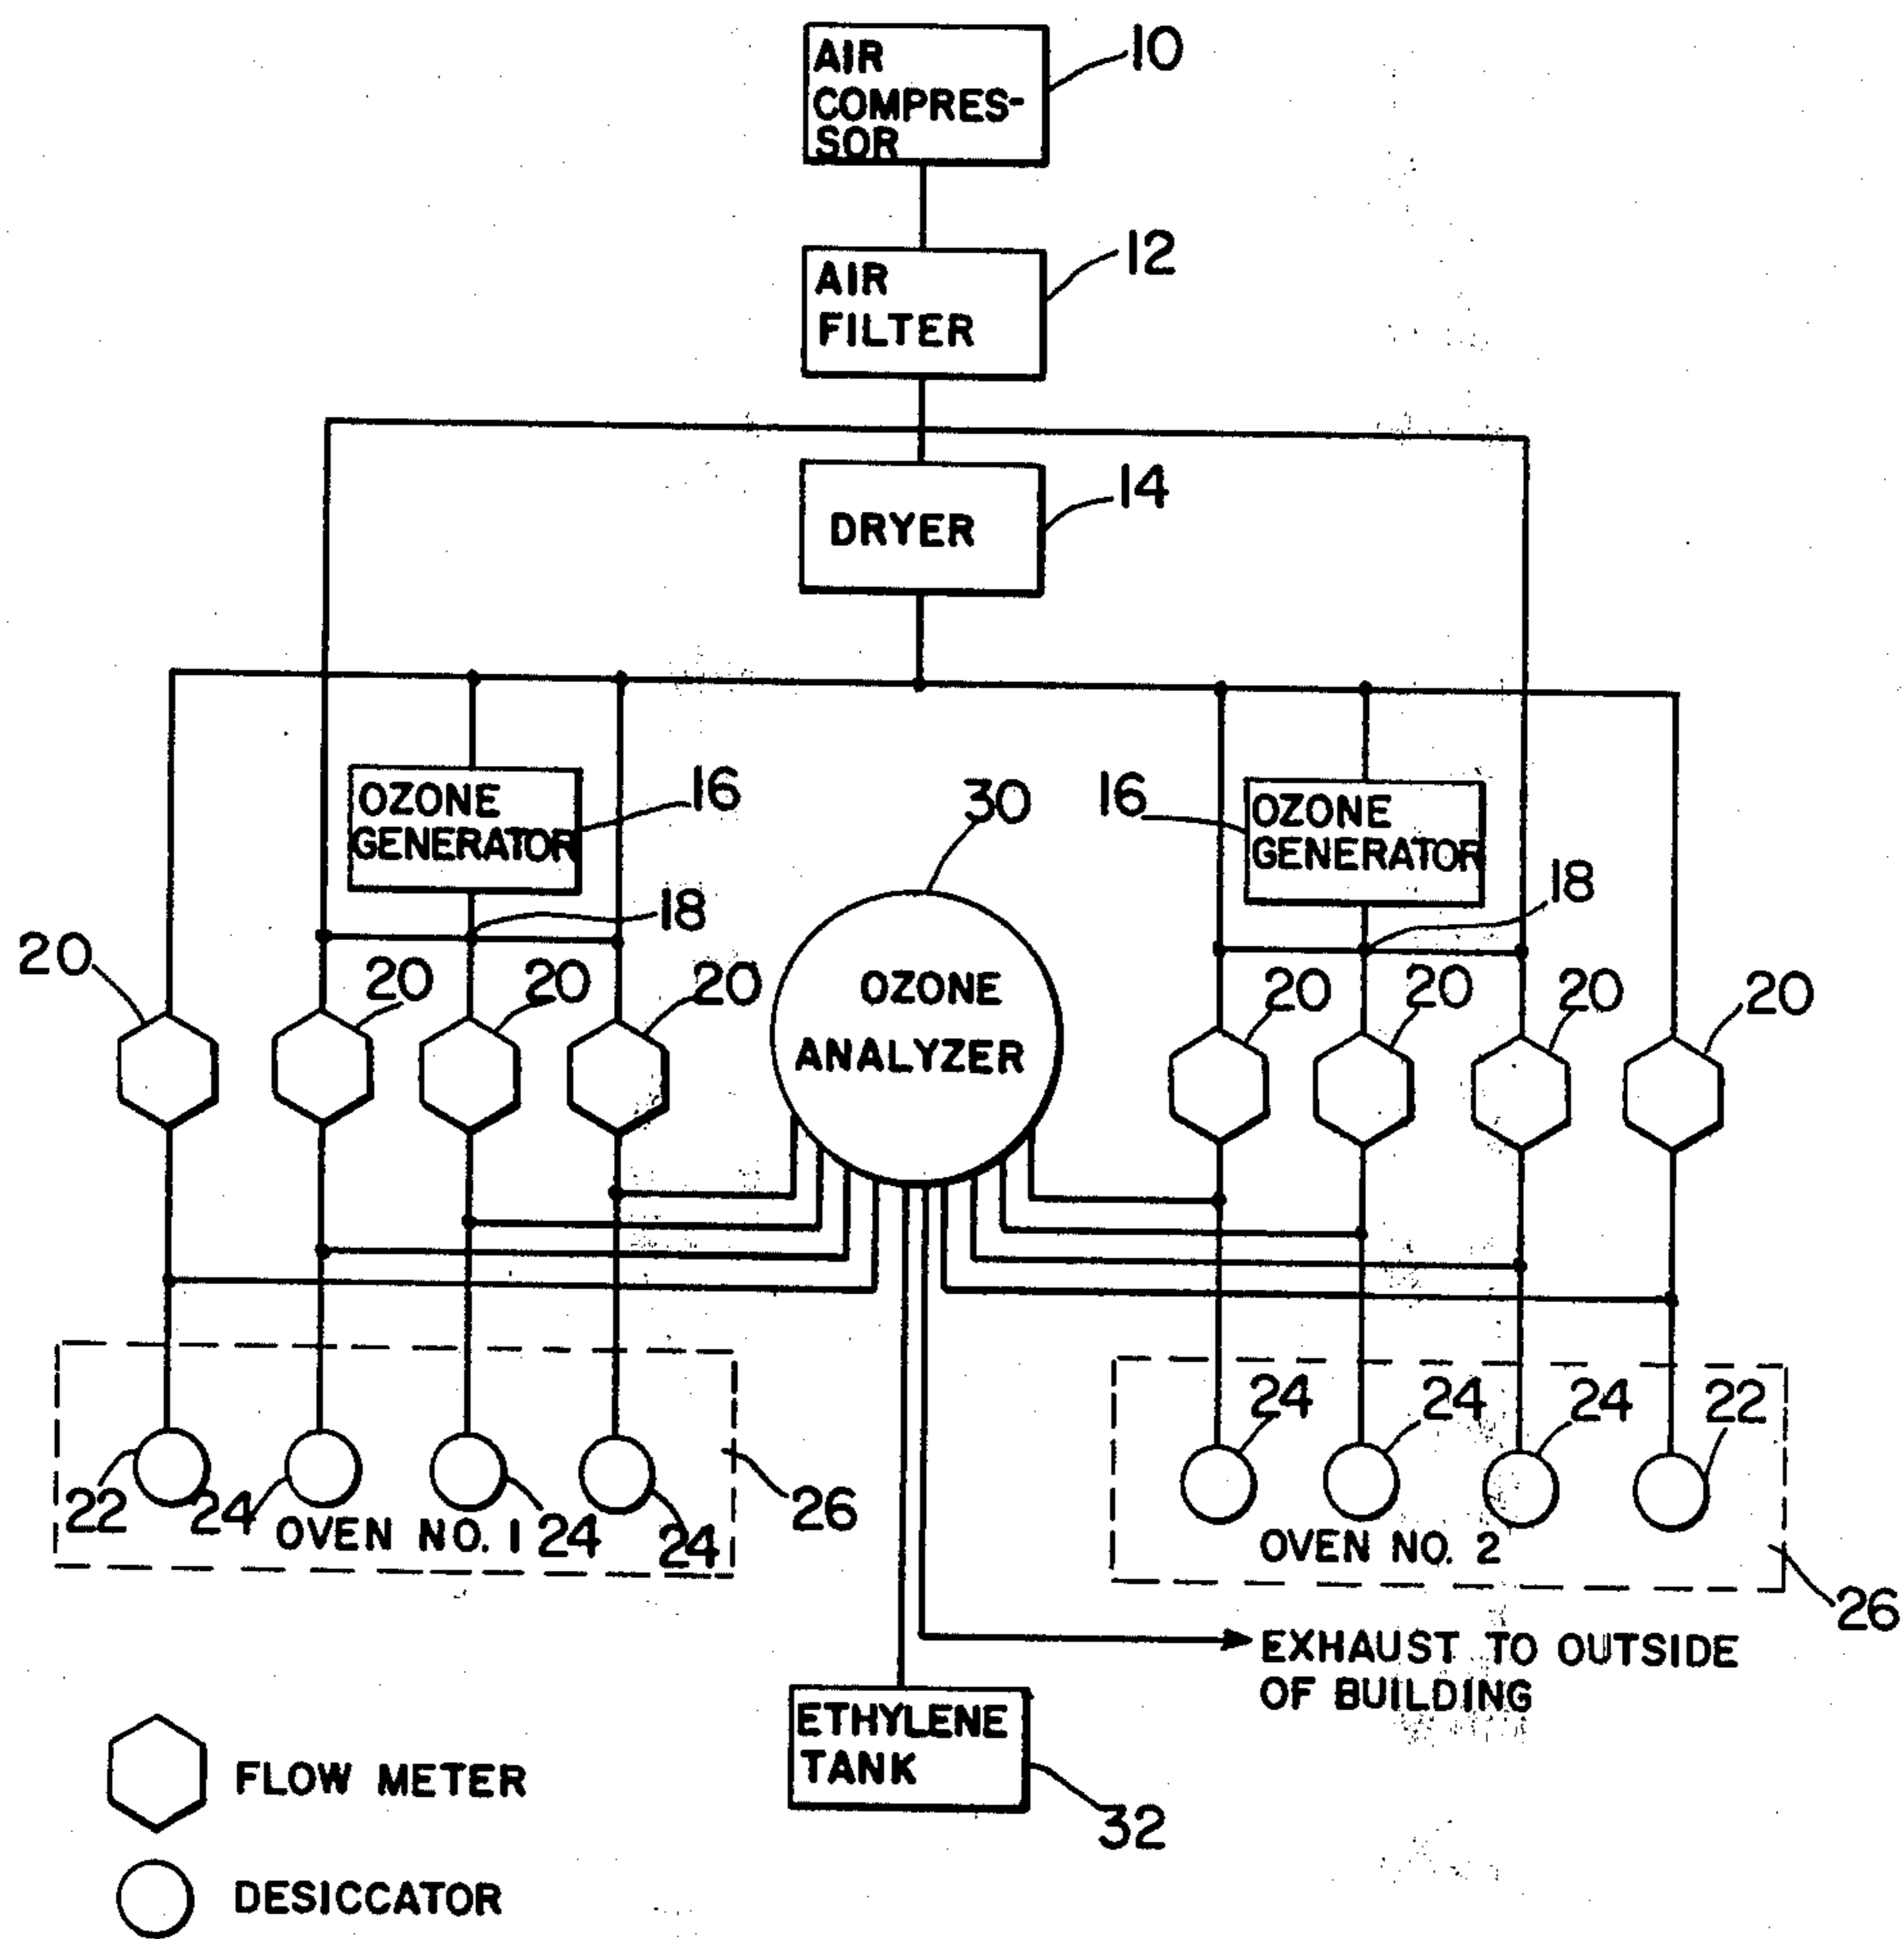 AIR
COMPRES-
SOR
10
AIR
FILTER
12
DRYER
14
OZONE
GENERATOR
16
18
30
16
OZONE
GENERATOR
18
20
20
20
20
OZONE
ANALYZER
20
20
20
20
22
24
OVEN NO. 1
24
24
26
24
24
24
22
OVEN NO. 2
26
EXHAUST TO OUTSIDE
OF BUILDING
ETHYLENE
TANK
32
FLOW METER
DESICCATOR